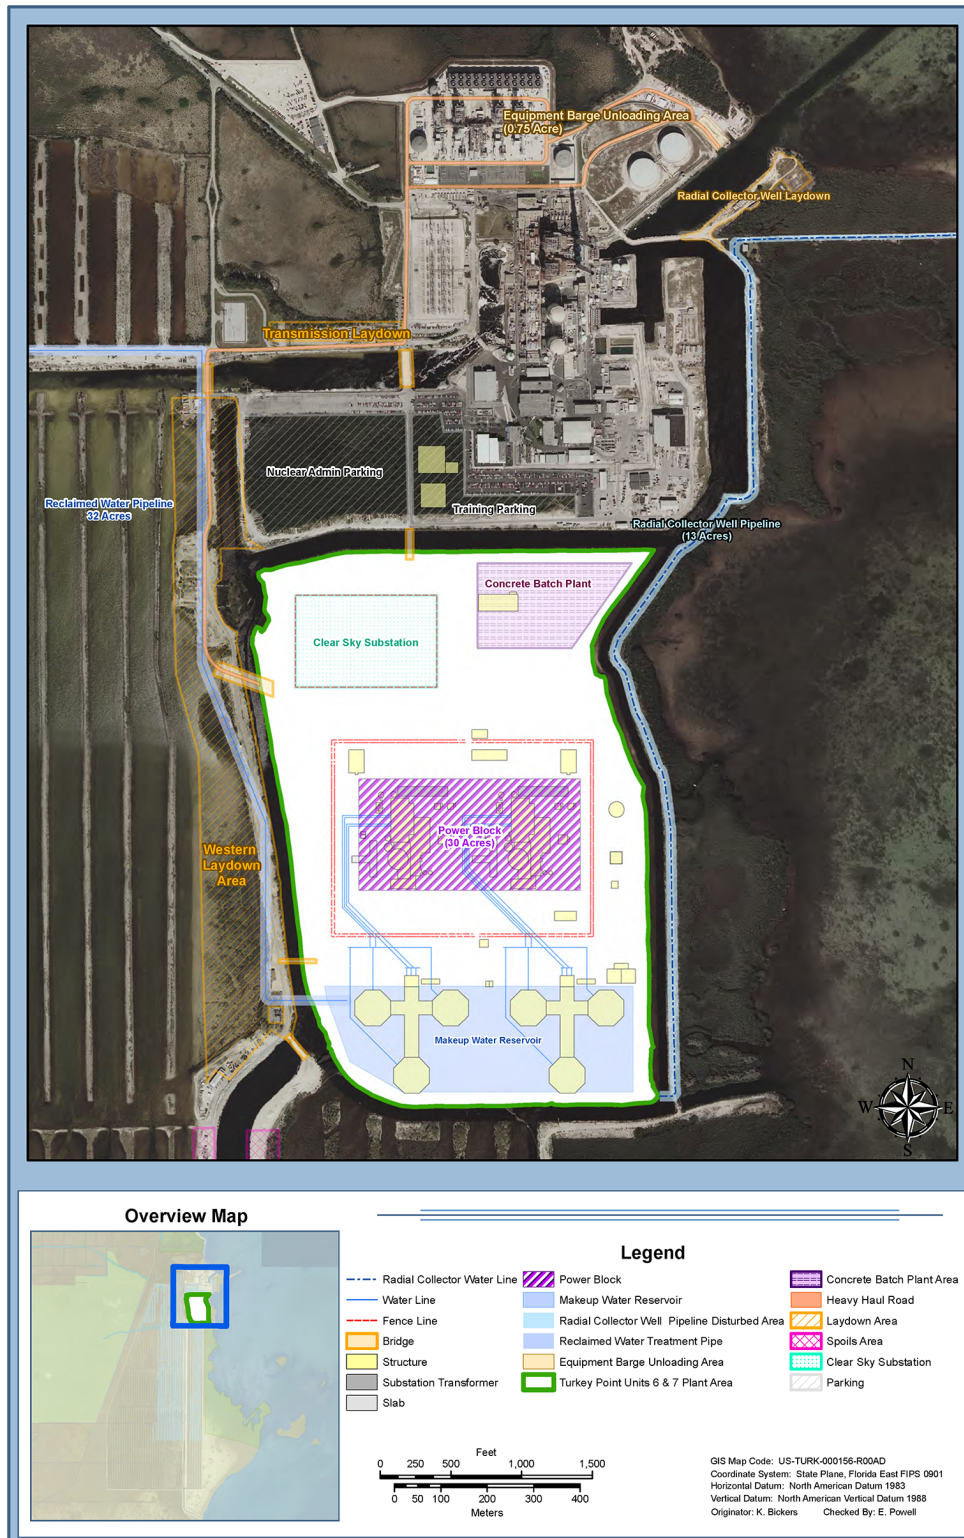 Equipment Barge Unloading Area
(0.75 Acre)
Radial Collector Well Laydown
Transmission Laydown
Nuclear Admin Parking
Reclaimed Water Pipeline
32 Acres
Training Parking
Radial Collector Well Pipeline
(13 Acres)
Concrete Batch Plant
Clear Sky Substation
Power Block
(30 Acres)
Western
Laydown
Area
Makeup Water Reservoir
N
W
E
S
Overview Map
Legend
Radial Collector Water Line
Water Line
Fence Line
Bridge
Structure
Substation Transformer
Slab
Power Block
Makeup Water Reservoir
Radial Collector Well Pipeline Disturbed Area
Reclaimed Water Treatment Pipe
Equipment Barge Unloading Area
Turkey Point Units 6 & 7 Plant Area
Concrete Batch Plant Area
Heavy Haul Road
Laydown Area
Spoils Area
Clear Sky Substation
Parking
Feet
0 250 500 1,000 1,500
0 50 100 200 300 400
Meters
GIS Map Code: US-TURK-000156-R00AD
Coordinate System: State Plane, Florida East FIPS 0901
Horizontal Datum: North American Datum 1983
Vertical Datum: North American Vertical Datum 1988
Originator: K. Bickers Checked By: E. Powell